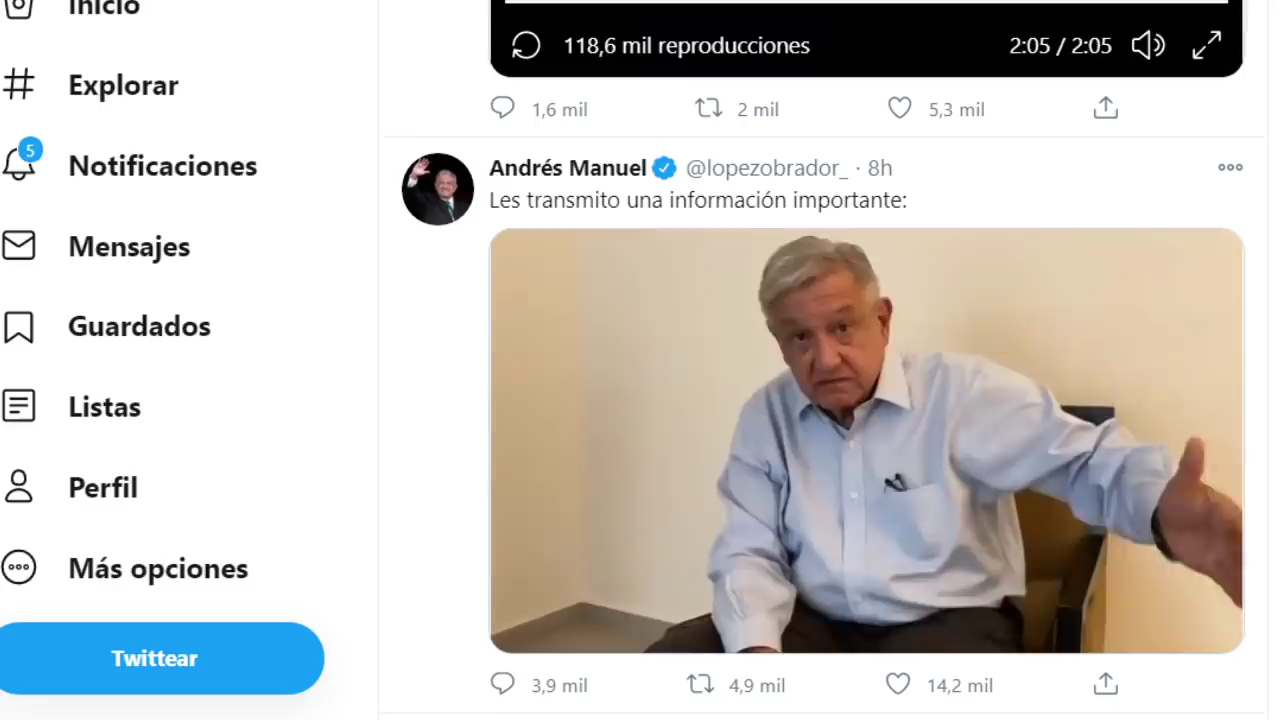 Inicio
Explorar
5
Notificaciones
Mensajes
Guardados
Listas
Perfil
Más opciones
Twittear
118,6 mil reproducciones
2:05 / 2:05
1,6 mil
2 mil
5,3 mil
Andrés Manuel @lopezobrador_ · 8h
Les transmito una información importante:
3,9 mil
4,9 mil
14,2 mil